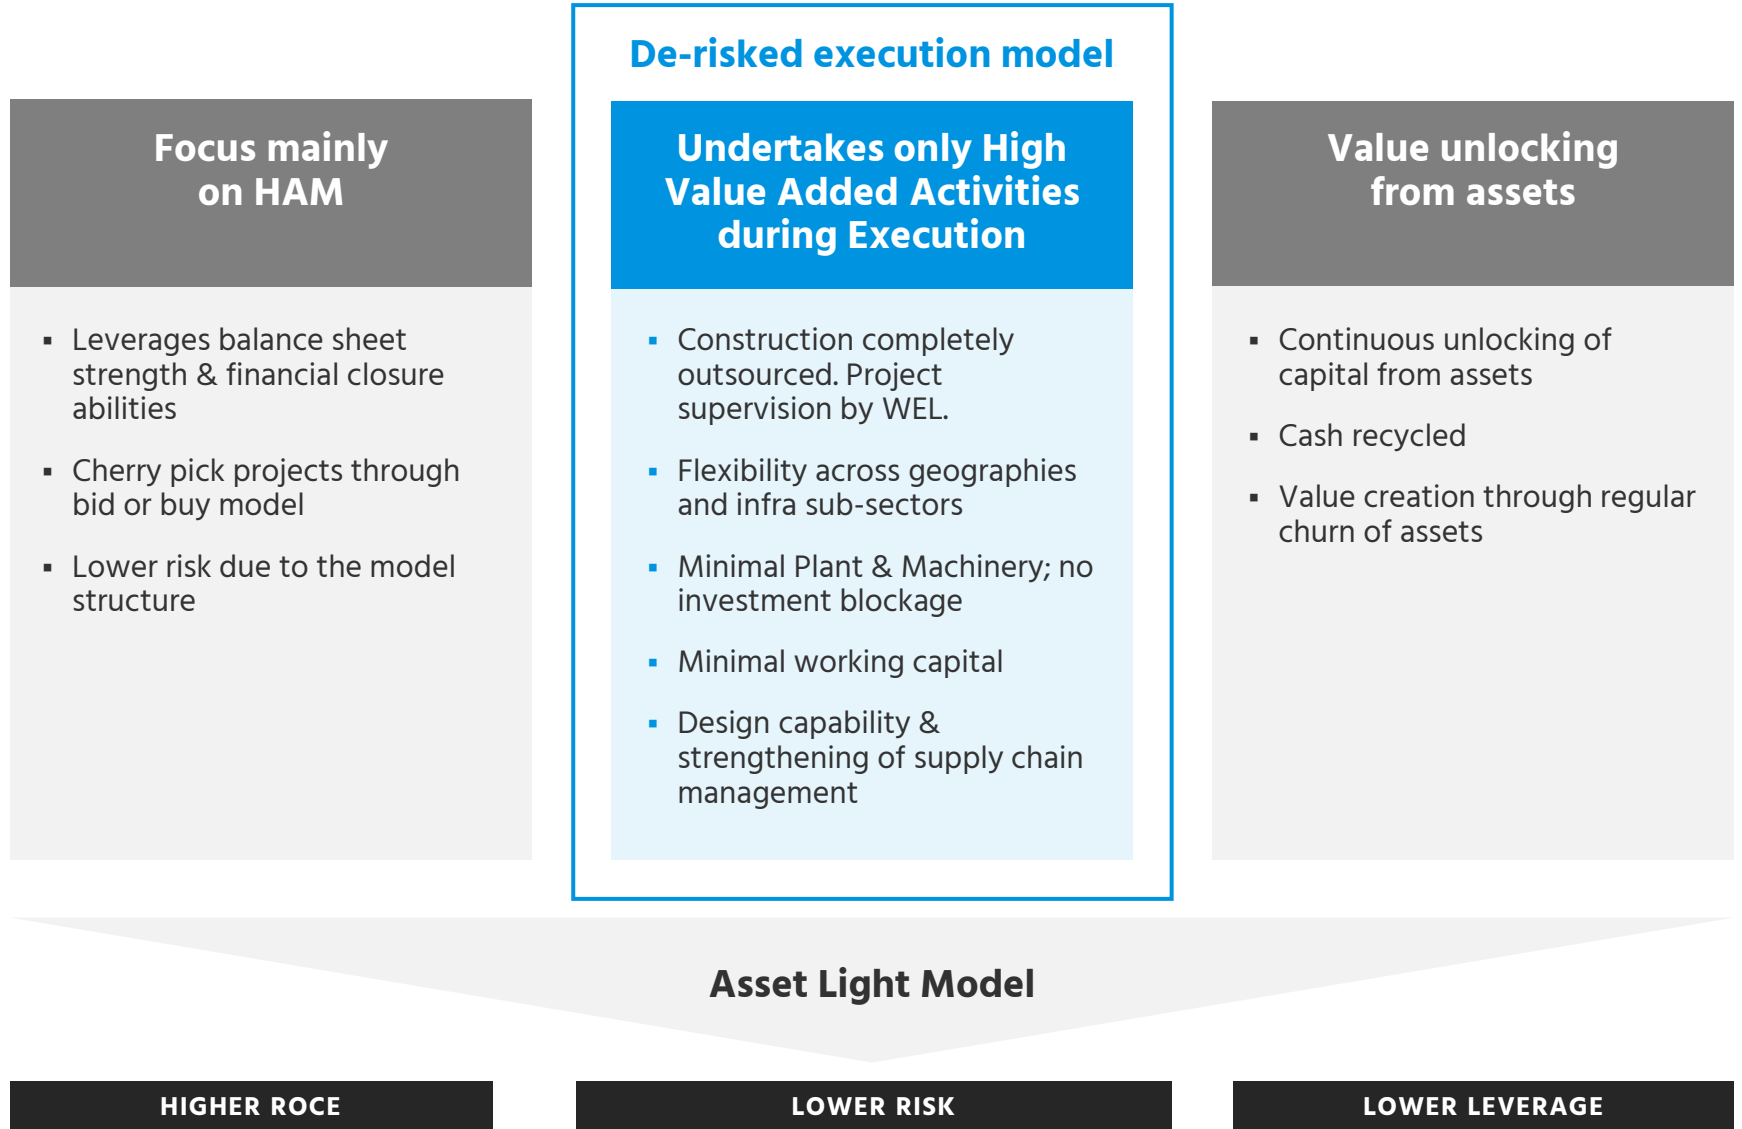 De-risked execution model
Focus mainly
on HAM
▪ Leverages balance sheet
strength & financial closure
abilities
▪ Cherry pick projects through
bid or buy model
▪ Lower risk due to the model
structure
Undertakes only High
Value Added Activities
during Execution
▪ Construction completely
outsourced. Project
supervision by WEL.
▪ Flexibility across geographies
and infra sub-sectors
▪ Minimal Plant & Machinery; no
investment blockage
▪ Minimal working capital
▪ Design capability &
strengthening of supply chain
management
Value unlocking
from assets
▪ Continuous unlocking of
capital from assets
▪ Cash recycled
▪ Value creation through regular
churn of assets
Asset Light Model
HIGHER ROCE
LOWER RISK
LOWER LEVERAGE